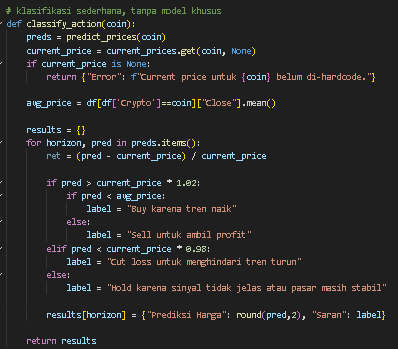 # klasifikasi sederhana, tanpa model khusus
def classify_action(coin):
    preds = predict_prices(coin)
    current_price = current_prices.get(coin, None)
    if current_price is None:
        return {"Error": f"Current price untuk {coin} belum di-hardcode."}

    avg_price = df[df['Crypto']==coin]["Close"].mean()

    results = {}
    for horizon, pred in preds.items():
        ret = (pred - current_price) / current_price

        if pred > current_price * 1.02:
            if pred < avg_price:
                label = "Buy karena tren naik"
            else:
                label = "Sell untuk ambil profit"
        elif pred < current_price * 0.98:
            label = "Cut loss untuk menghindari tren turun"
        else:
            label = "Hold karena sinyal tidak jelas atau pasar masih stabil"

        results[horizon] = {"Prediksi Harga": round(pred,2), "Saran": label}

    return results